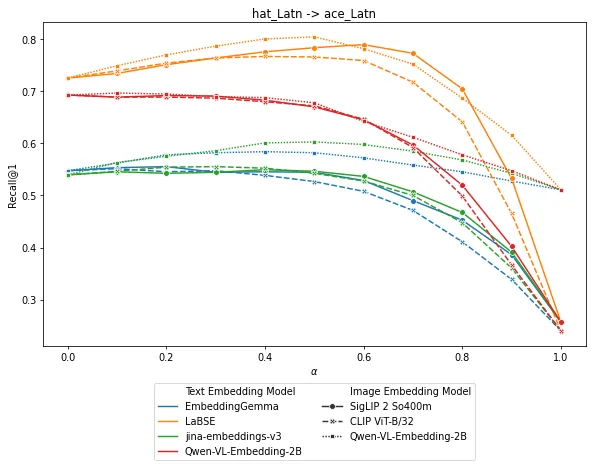 hat_Latn -> ace_Latn
Recall@1
0.8
0.7
0.6
0.5
0.4
0.3
0.0 0.2 0.4 0.6 0.8 1.0
α
Text Embedding Model Image Embedding Model
EmbeddingGemma SigLIP 2 So400m
LaBSE CLIP ViT-B/32
jina-embeddings-v3 Qwen-VL-Embedding-2B
Qwen-VL-Embedding-2B